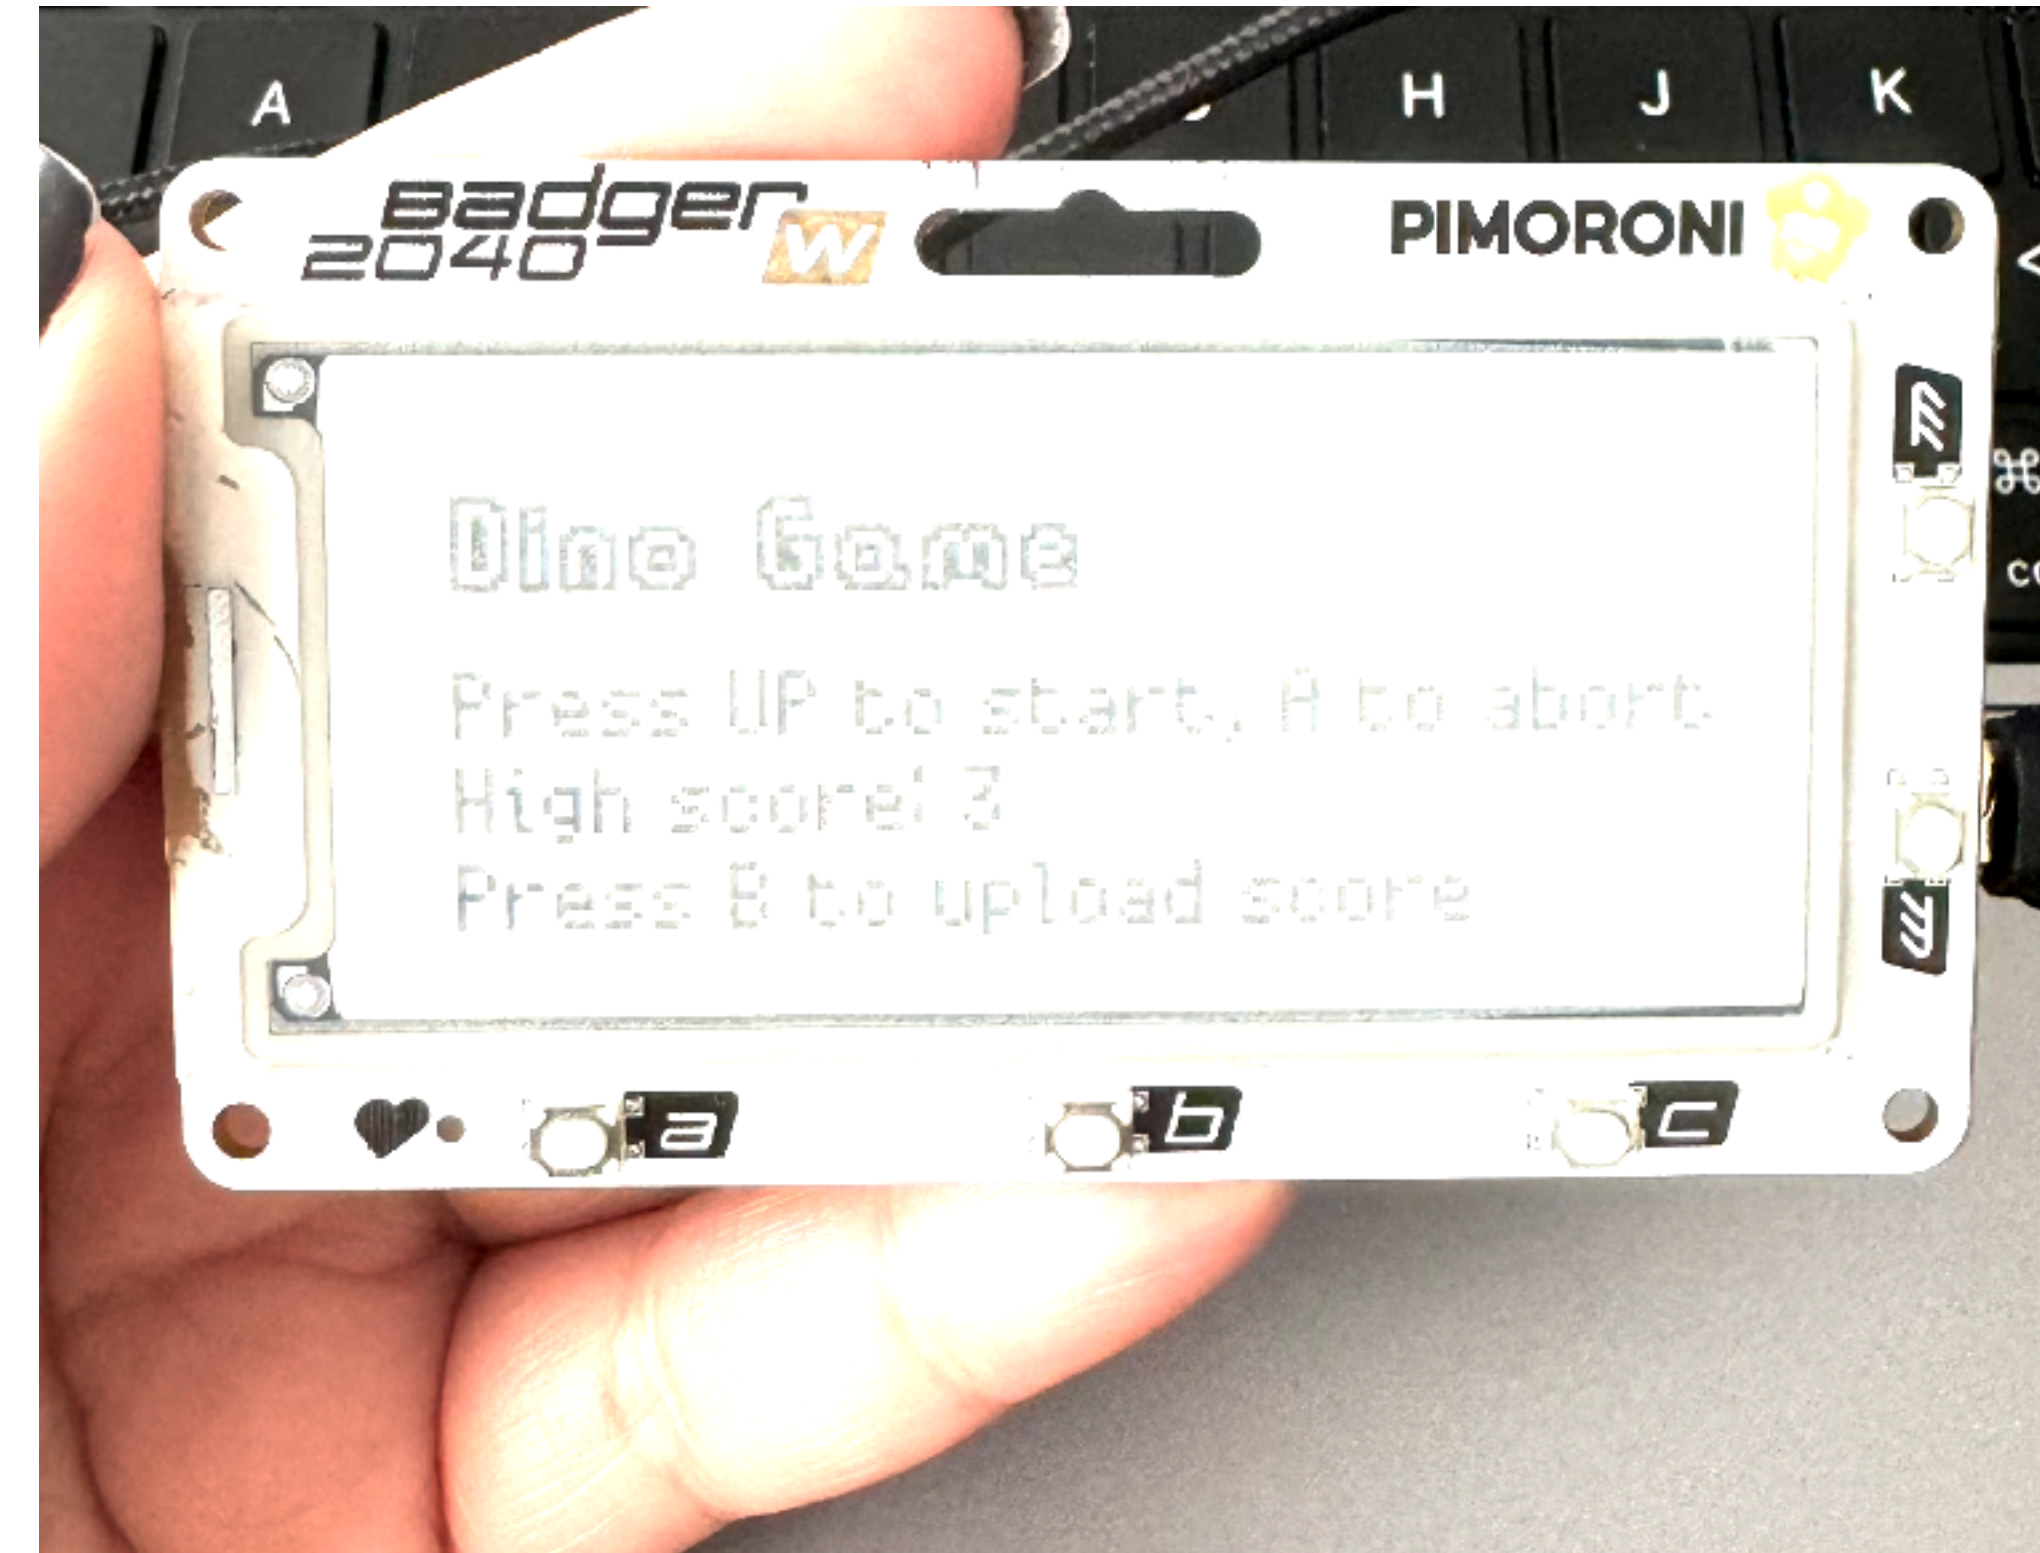 A H J K
Badger
2040 W
PIMORONI
<
⌘
Dino Game
Press UP to start, A to abort
High score: 3
Press B to upload score
a b c